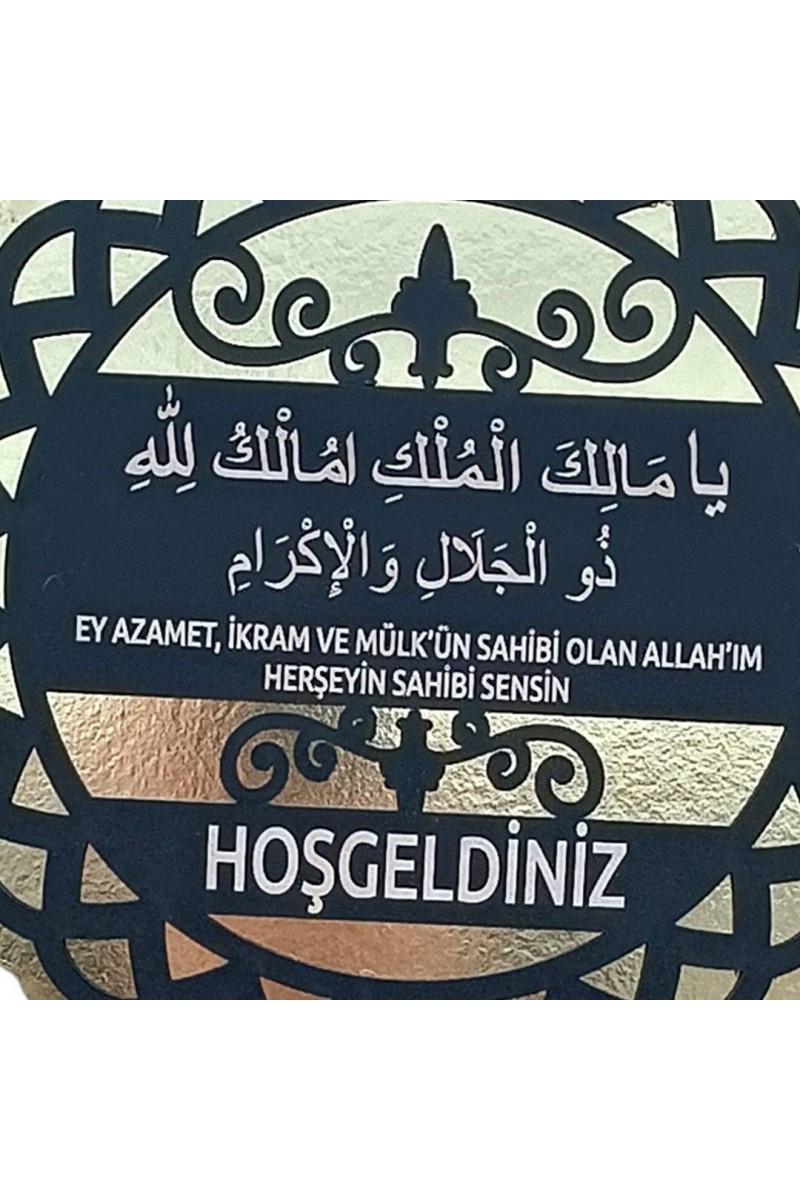 يا مَالِكَ الْمُلْكِ امُالْكُ لِلّٰهِ
ذُو الْجَلَالِ وَالْاِكْرَامِ
EY AZAMET, İKRAM VE MÜLK'ÜN SAHİBİ OLAN ALLAH'IM
HERŞEYİN SAHİBİ SENSİN
HOŞGELDİNİZ